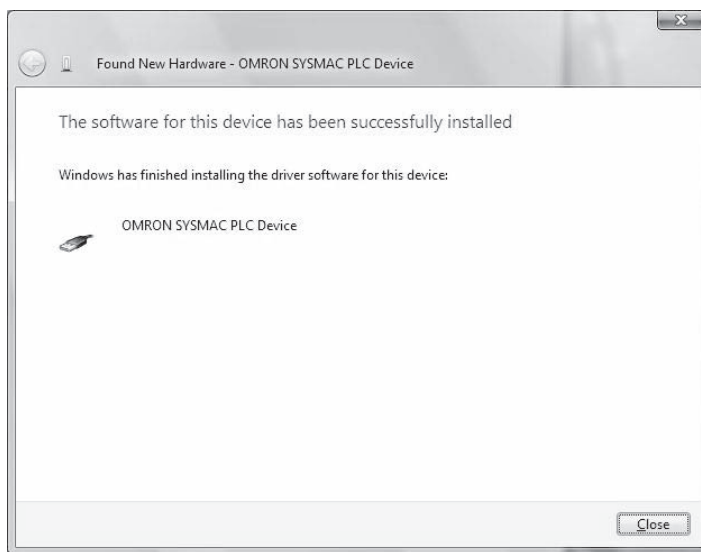 Found New Hardware - OMRON SYSMAC PLC Device
The software for this device has been successfully installed
Windows has finished installing the driver software for this device:
OMRON SYSMAC PLC Device
Close